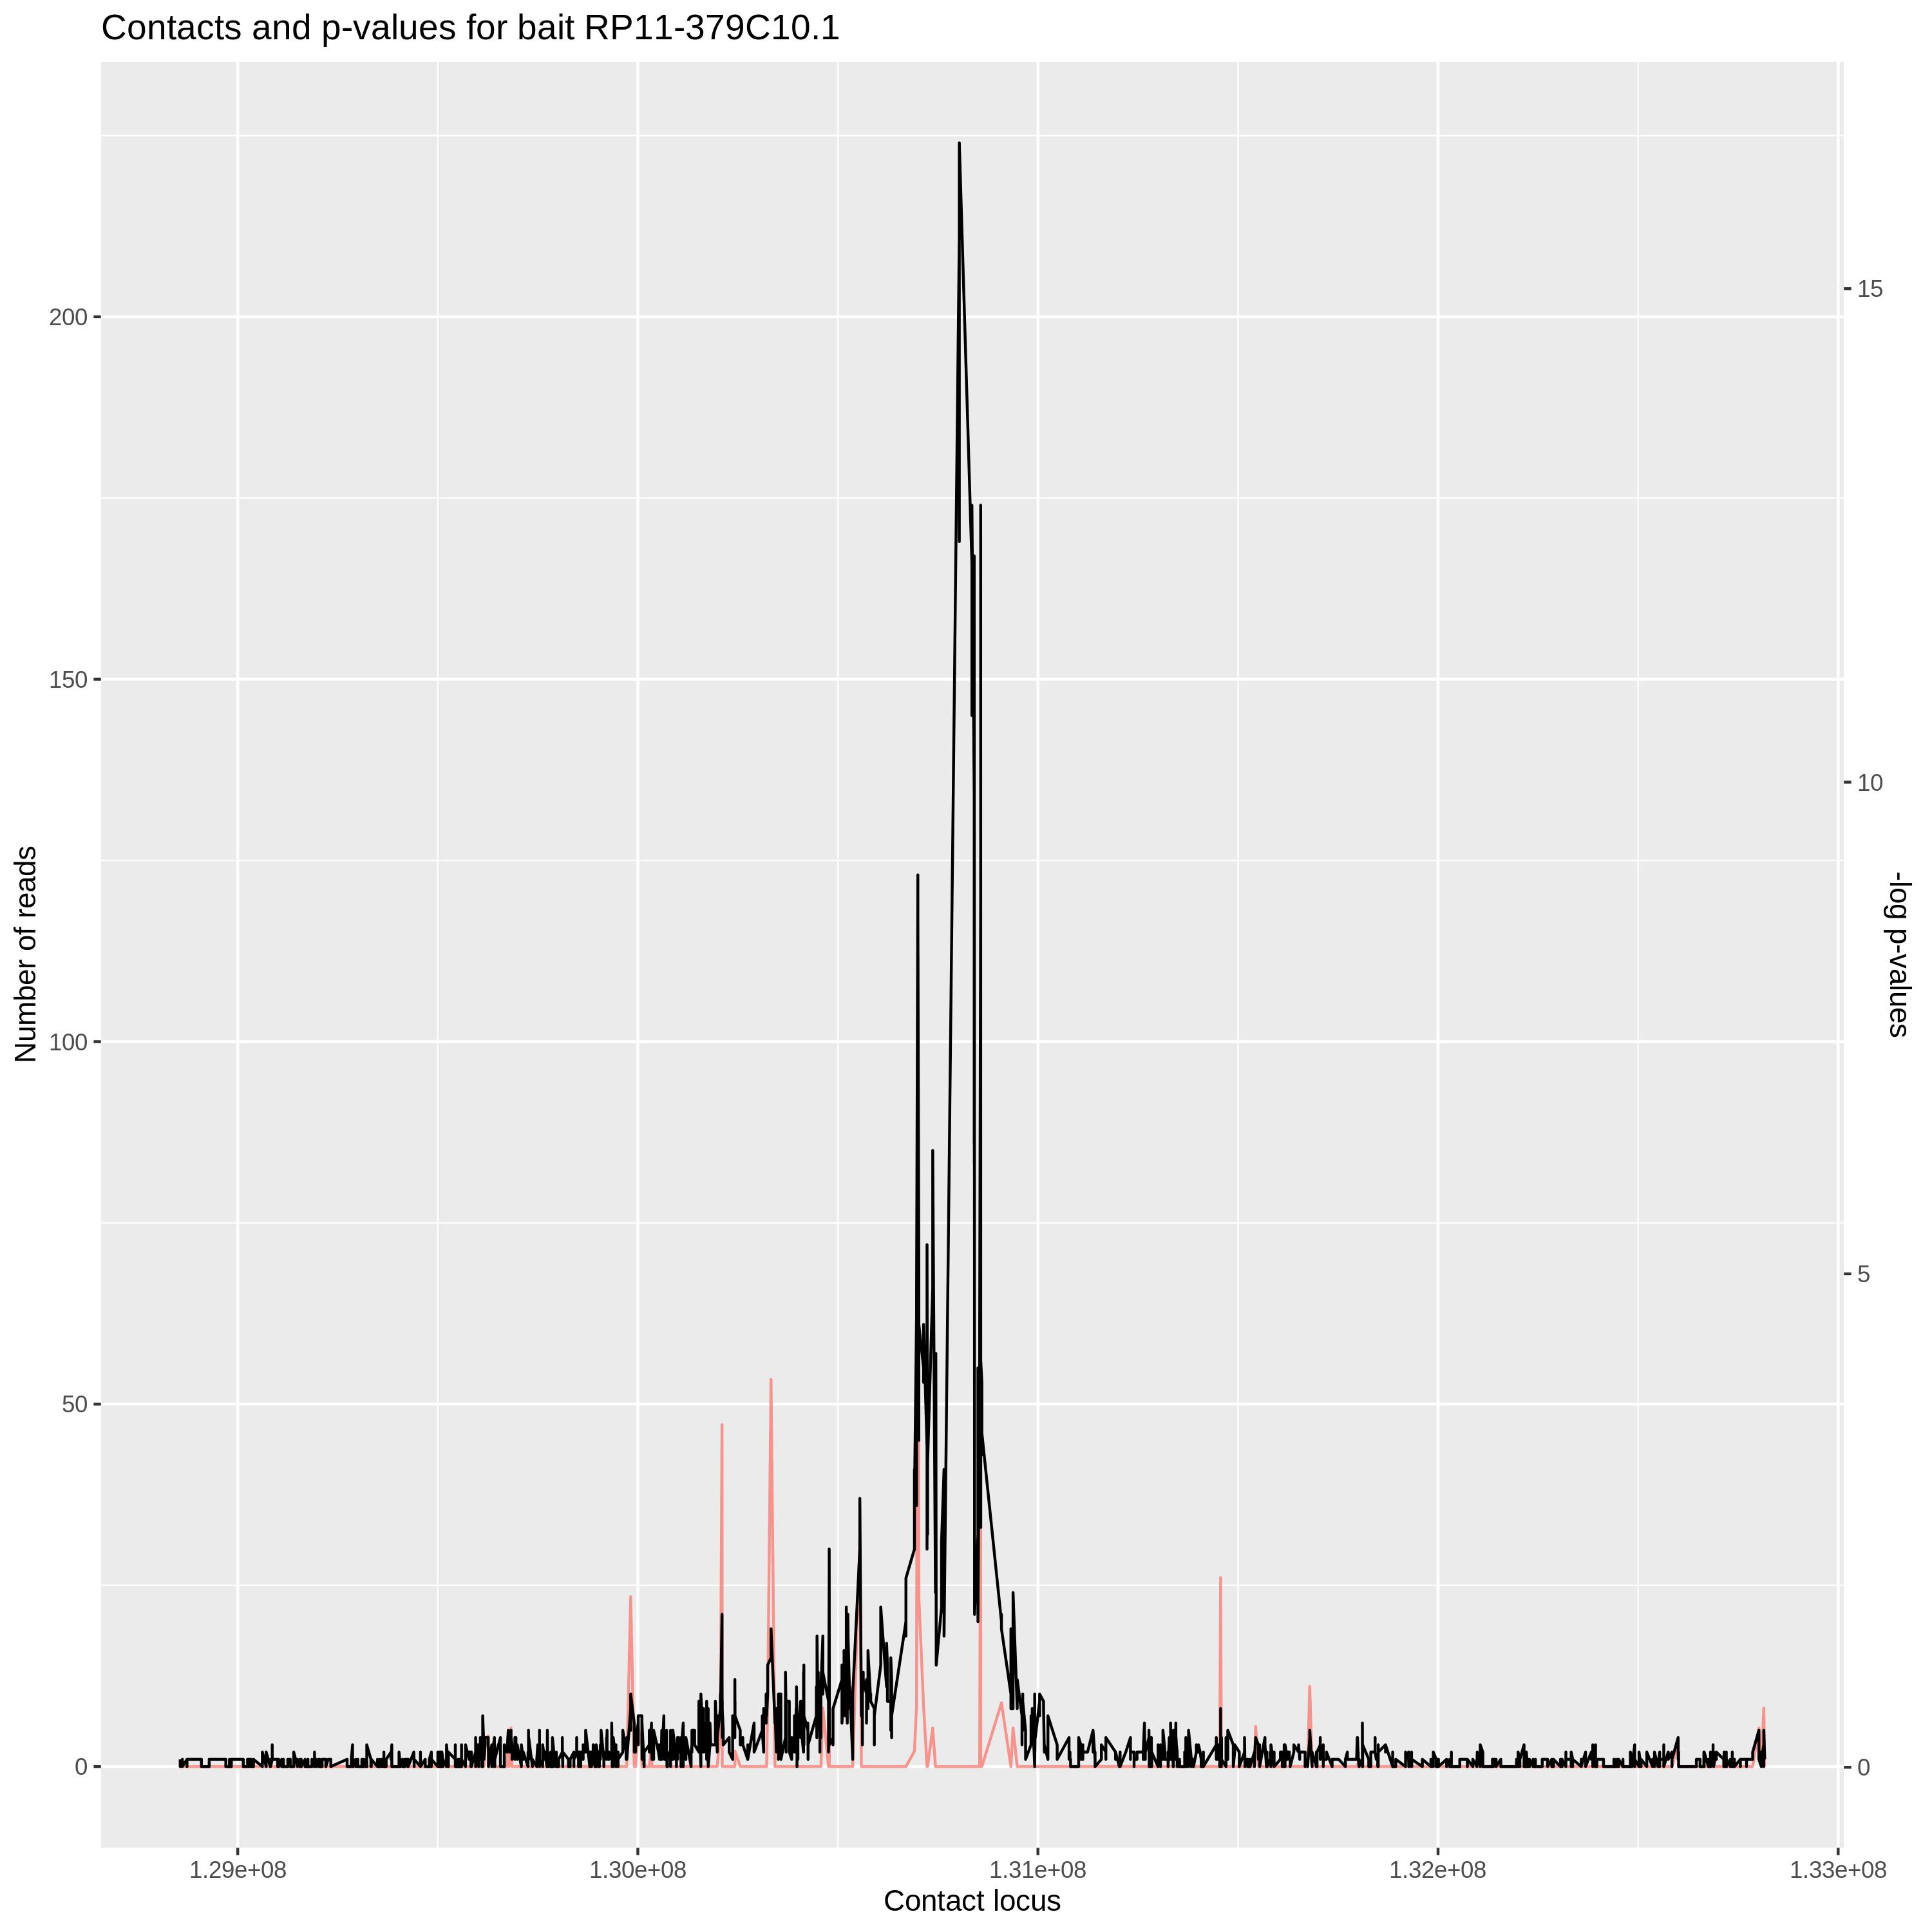 Contacts and p-values for bait RP11-379C10.1
200
150
100
50
0
Number of reads
15
10
5
0
-log p-values
1.29e+08
1.30e+08
1.31e+08
1.32e+08
1.33e+08
Contact locus